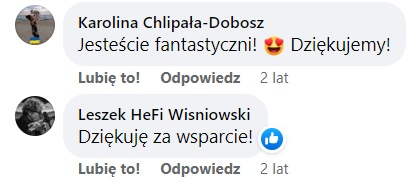 Karolina Chlipała-Dobosz
Jesteście fantastyczni! 😍 Dziękujemy!
Lubię to! Odpowiedz 2 lat
Leszek HeFi Wisniowski
Dziękuję za wsparcie!
Lubię to! Odpowiedz 2 lat